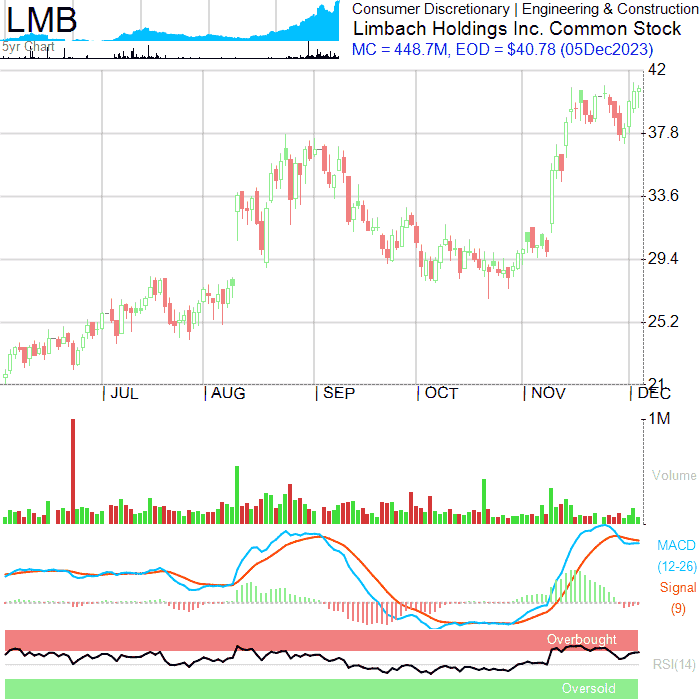 LMB
5yr Chart
Consumer Discretionary | Engineering & Construction
Limbach Holdings Inc. Common Stock
MC = 448.7M, EOD = $40.78 (05Dec2023)
42
37.8
33.6
29.4
25.2
21
JUL AUG SEP OCT NOV DEC
1M
Volume
MACD
(12-26)
Signal
(9)
Overbought
RSI(14)
Oversold